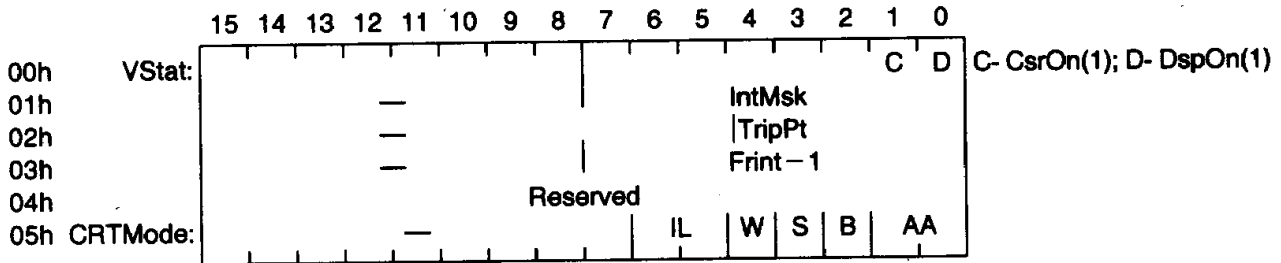 15 14 13 12 11 10 9 8 7 6 5 4 3 2 1 0
00h VStat: C D C- CsrOn(1); D- DspOn(1)
01h — IntMsk
02h — TripPt
03h — Frint－1
04h Reserved
05h CRTMode: — IL W S B AA